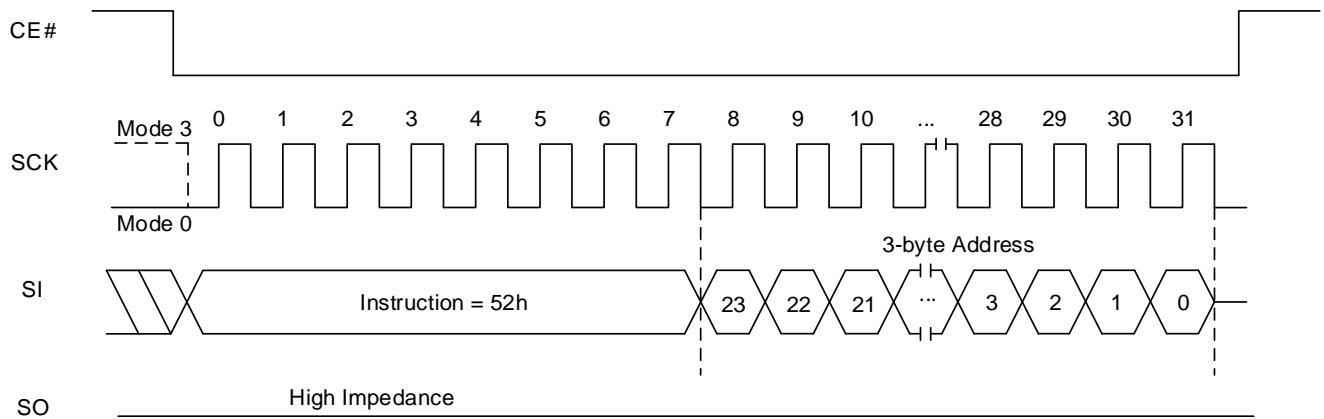 CE#
0 1 2 3 4 5 6 7 8 9 10 ... 28 29 30 31
Mode 3
SCK
Mode 0
3-byte Address
SI
Instruction = 52h 23 22 21 ... 3 2 1 0
High Impedance
SO